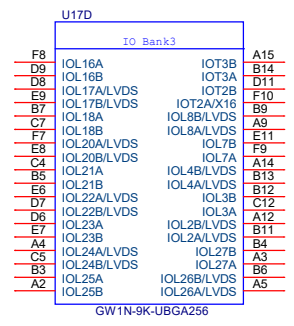 U17D
IO Bank3
F8 IOL16A IOT3B A15
D9 IOL16B IOT3A B14
D8 IOL17A/LVDS IOT2B D11
E9 IOL17B/LVDS IOT2A/X16 F10
B7 IOL18A IOL8B/LVDS B9
C7 IOL18B IOL8A/LVDS A9
F7 IOL20A/LVDS IOL7B E11
E8 IOL20B/LVDS IOL7A F9
C4 IOL21A IOL4B/LVDS A14
B5 IOL21B IOL4A/LVDS B13
E6 IOL22A/LVDS IOL3B B12
D7 IOL22B/LVDS IOL3A C12
D6 IOL23A IOL2B/LVDS A12
E7 IOL23B IOL2A/LVDS B11
A4 IOL24A/LVDS IOL27B B4
C5 IOL24B/LVDS IOL27A A3
B3 IOL25A IOL26B/LVDS B6
A2 IOL25B IOL26A/LVDS A5
GW1N-9K-UBGA256